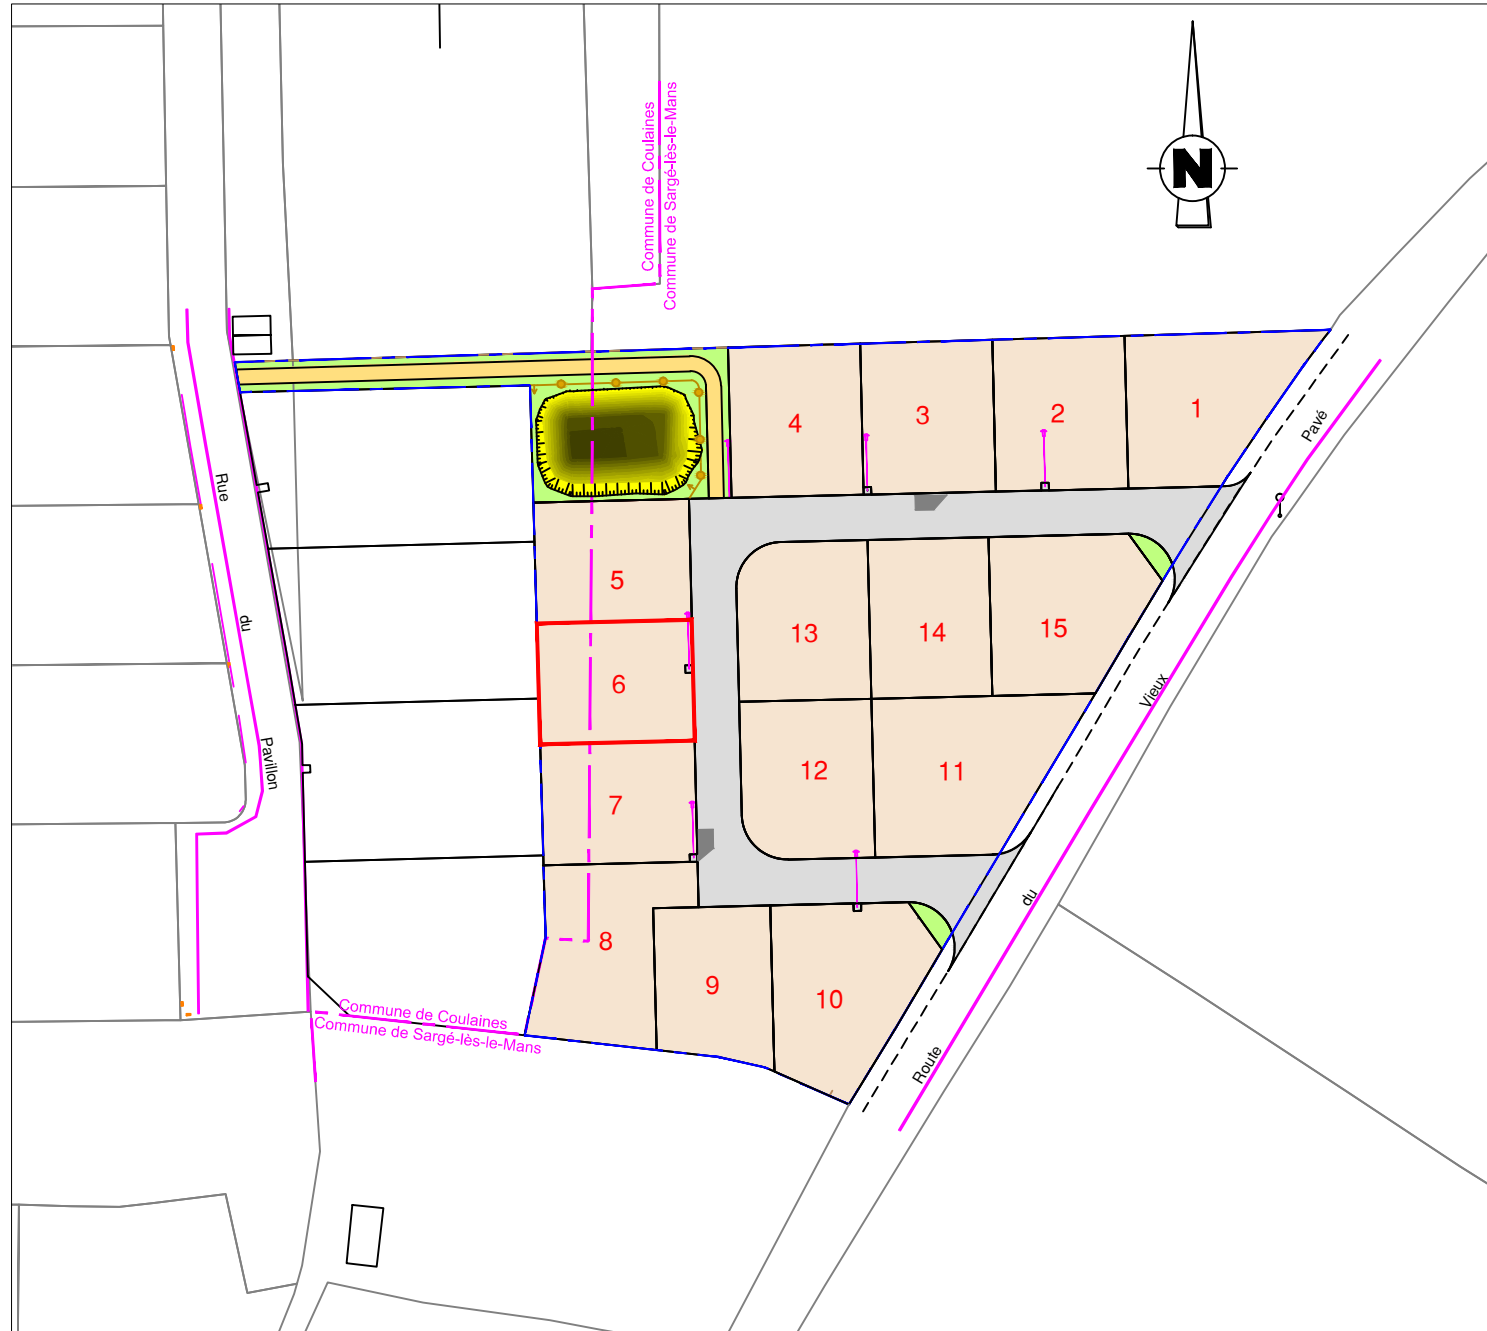 Commune de Coulaines
Commune de Sargé-lès-le-Mans
N
4
3
2
1
Rue
du
Pavillon
5
6
7
8
9
10
13
14
15
12
11
Route
du
Vieux
Pavé
Commune de Coulaines
Commune de Sargé-lès-le-Mans